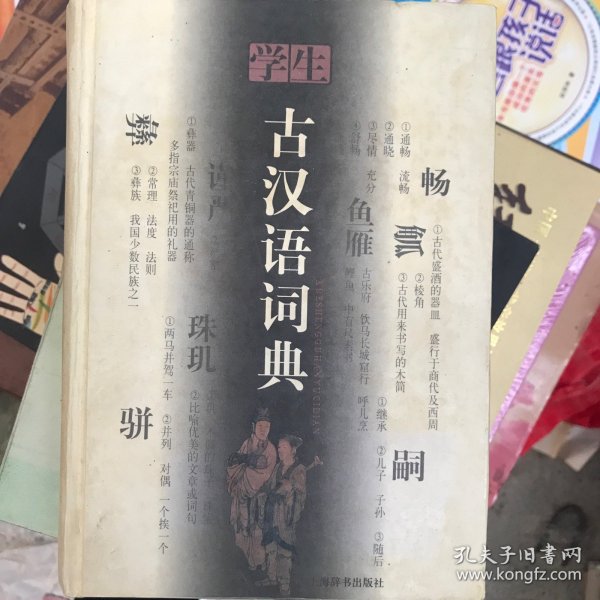 学生
古汉语词典
XUESHENGGUHANYUCIDIAN
畅
①通畅 流畅
②通晓
③尽情 充分
④舒畅
觚
①古代盛酒的器皿 盛行于商代及西周
②棱角
③古代用来书写的木简
鱼雁
古乐府
饮马长城窟行
呼儿烹
嗣
①继承
②儿子 子孙
③随后
彝
①彝器 古代青铜器的通称
多指宗庙祭祀用的礼器
②常理 法度 法则
③彝族 我国少数民族之一
珠玑
②比喻优美的文章或词句
骈
①两马并驾一车
②并列 对偶 一个挨一个
上海辞书出版社
孔夫子旧书网
www.kongfz.com